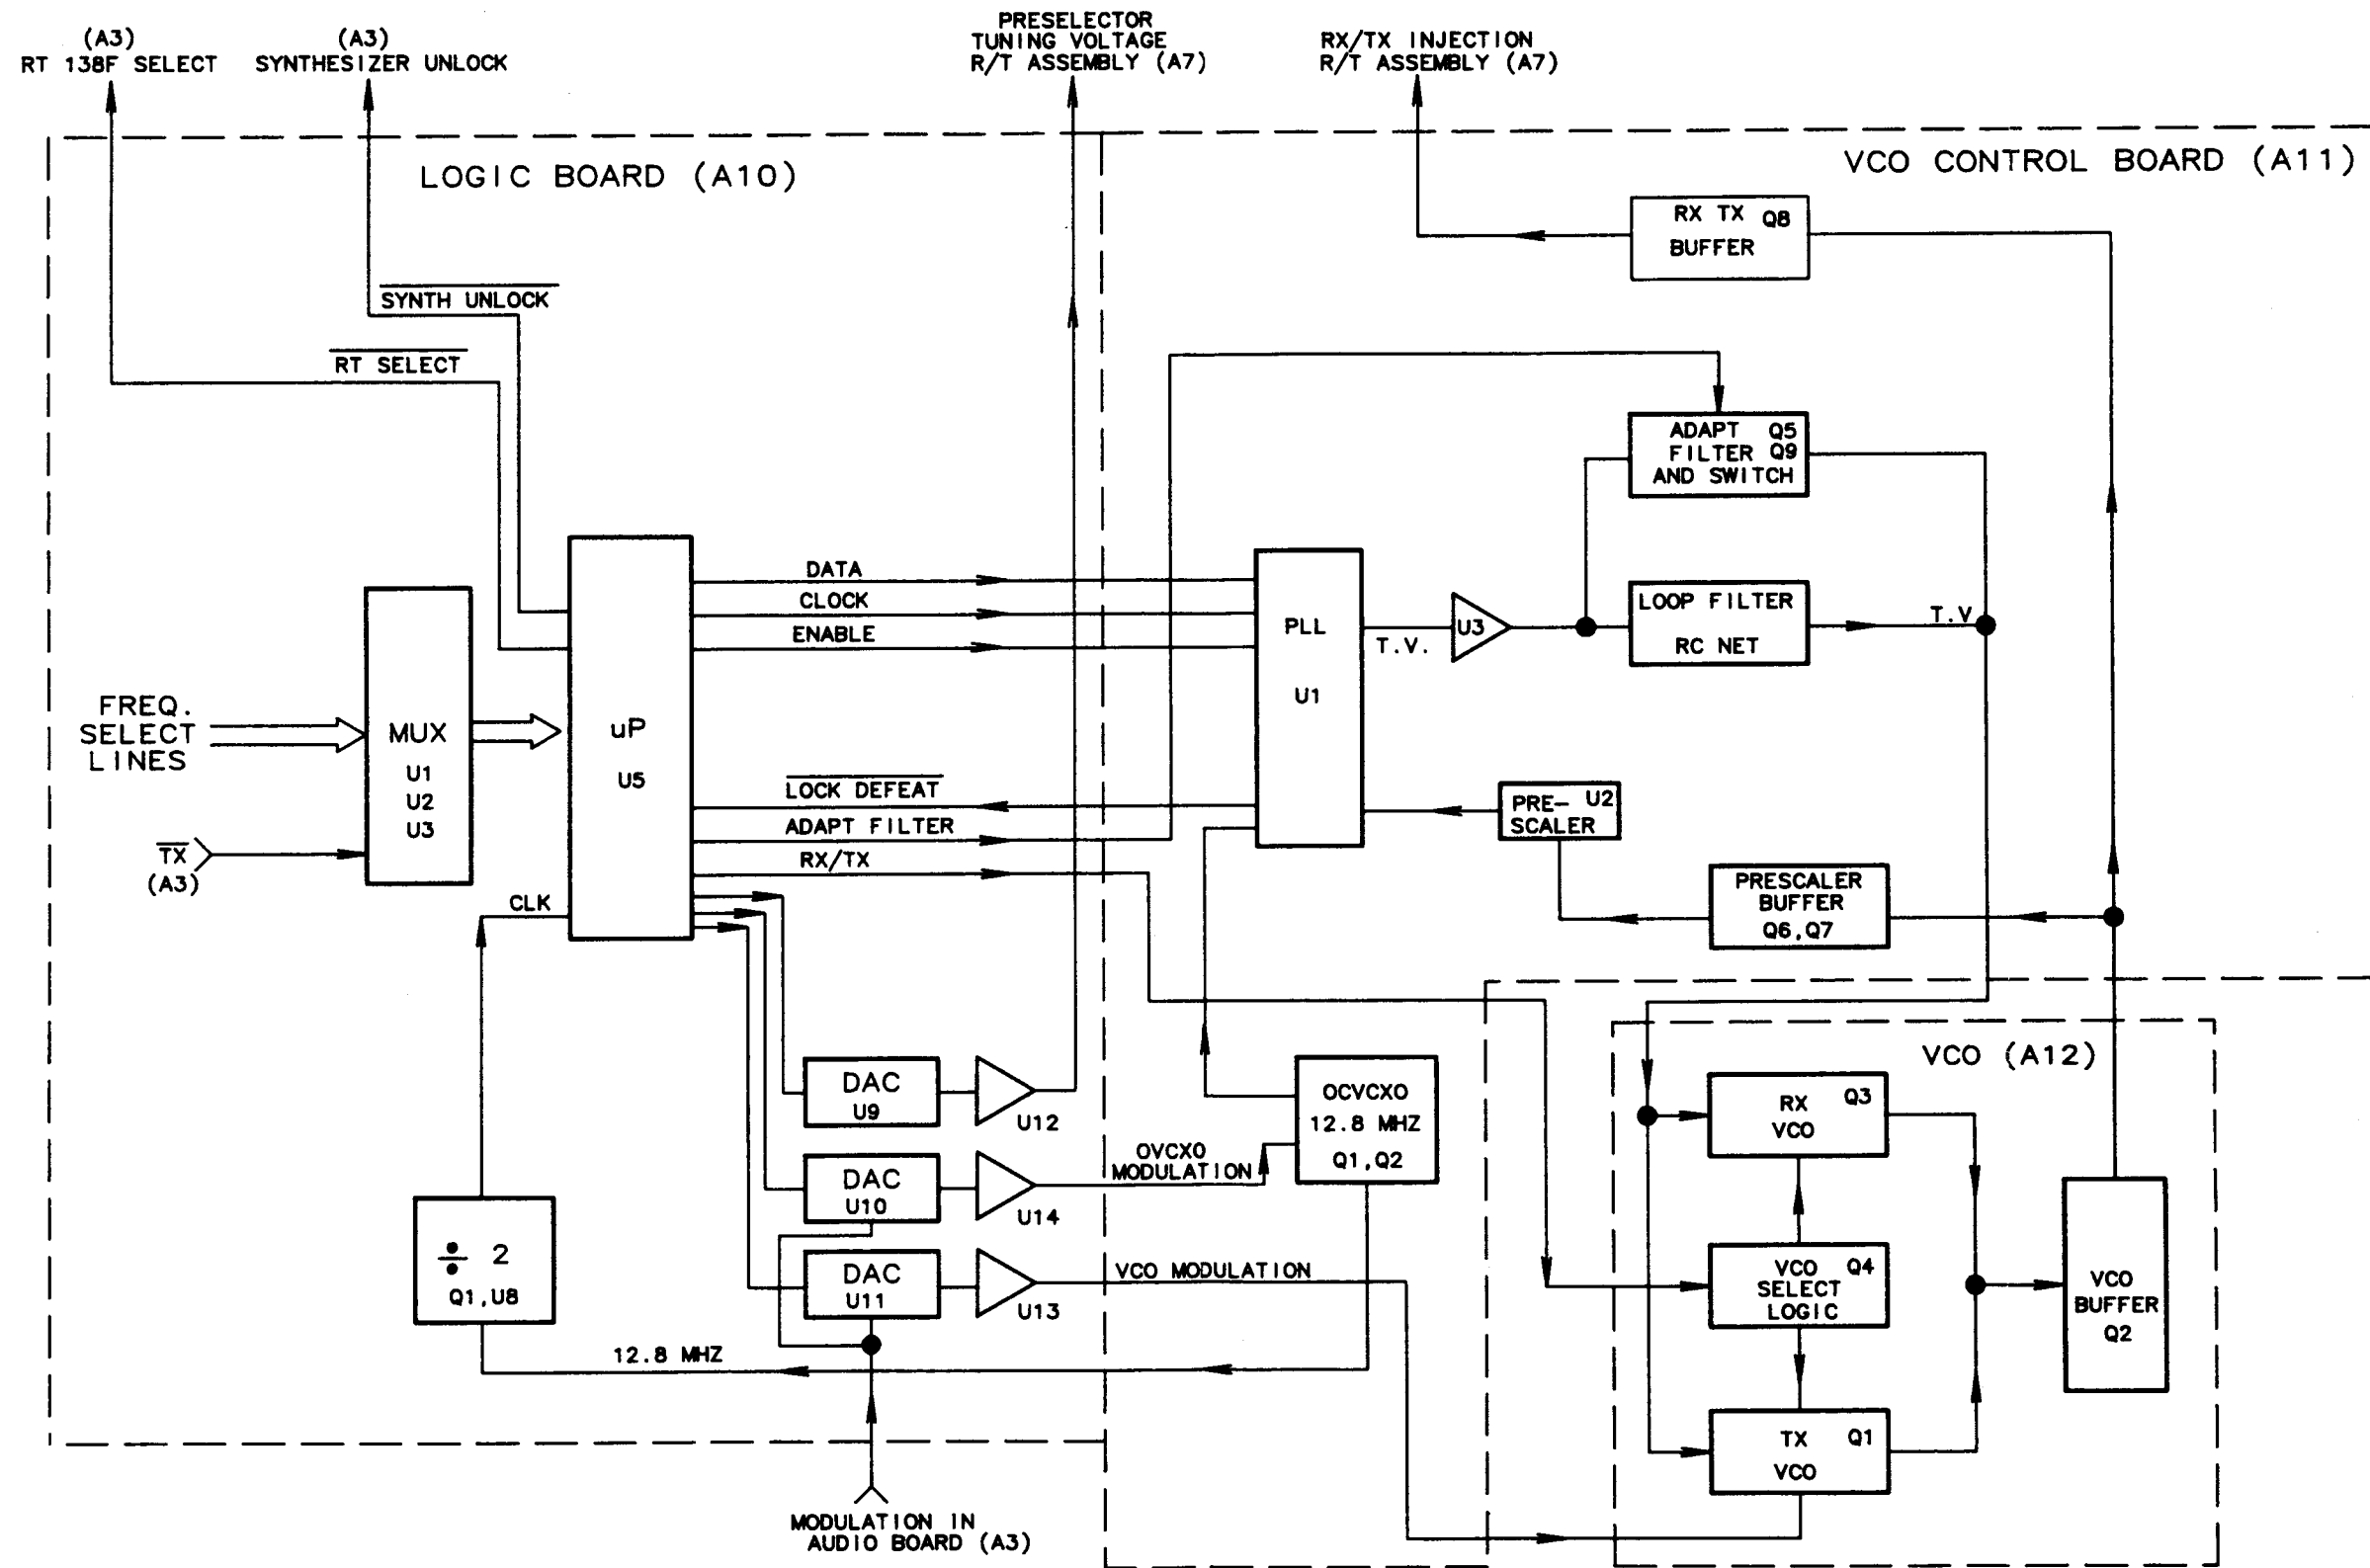 (A3)
RT 138F SELECT
(A3)
SYNTHESIZER UNLOCK
PRESELECTOR
TUNING VOLTAGE
R/T ASSEMBLY (A7)
RX/TX INJECTION
R/T ASSEMBLY (A7)
LOGIC BOARD (A10)
VCO CONTROL BOARD (A11)
RX TX Q8
BUFFER
SYNTH UNLOCK
RT SELECT
ADAPT Q5
FILTER Q9
AND SWITCH
DATA
CLOCK
ENABLE
PLL
U1
T.V.
U3
LOOP FILTER
RC NET
T.V
FREQ.
SELECT
LINES
MUX
U1
U2
U3
uP
U5
TX
(A3)
LOCK DEFEAT
ADAPT FILTER
RX/TX
PRE- U2
SCALER
CLK
PRESCALER
BUFFER
Q6,Q7
DAC
U9
U12
OCVCXO
12.8 MHZ
Q1,Q2
OVCXO
MODULATION
DAC
U10
U14
DAC
U11
U13
VCO MODULATION
÷ 2
Q1,U8
12.8 MHZ
VCO (A12)
RX Q3
VCO
VCO Q4
SELECT
LOGIC
VCO
BUFFER
Q2
TX Q1
VCO
MODULATION IN
AUDIO BOARD (A3)